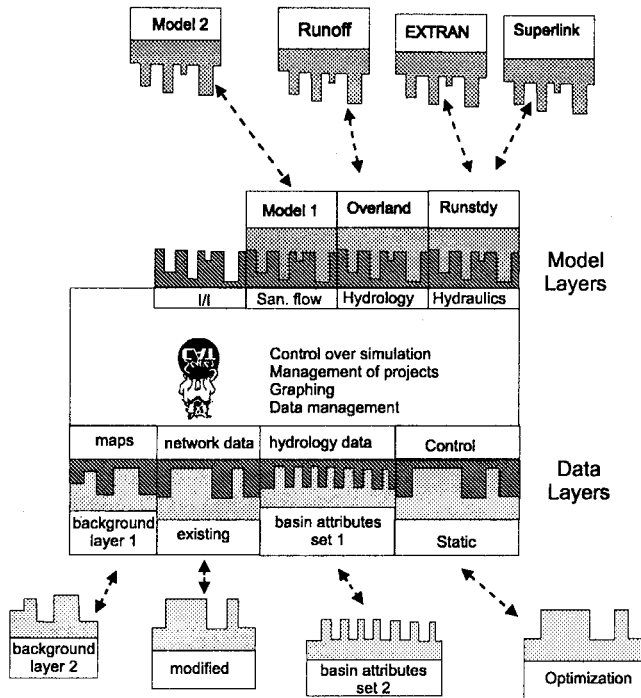 Model 2
Runoff
EXTRAN
Superlink
Model 1
Overland
Runstdy
Model
Layers
I/I
San. flow
Hydrology
Hydraulics
Control over simulation
Management of projects
Graphing
Data management
maps
network data
hydrology data
Control
Data
Layers
background
layer 1
existing
basin attributes
set 1
Static
background
layer 2
modified
basin attributes
set 2
Optimization